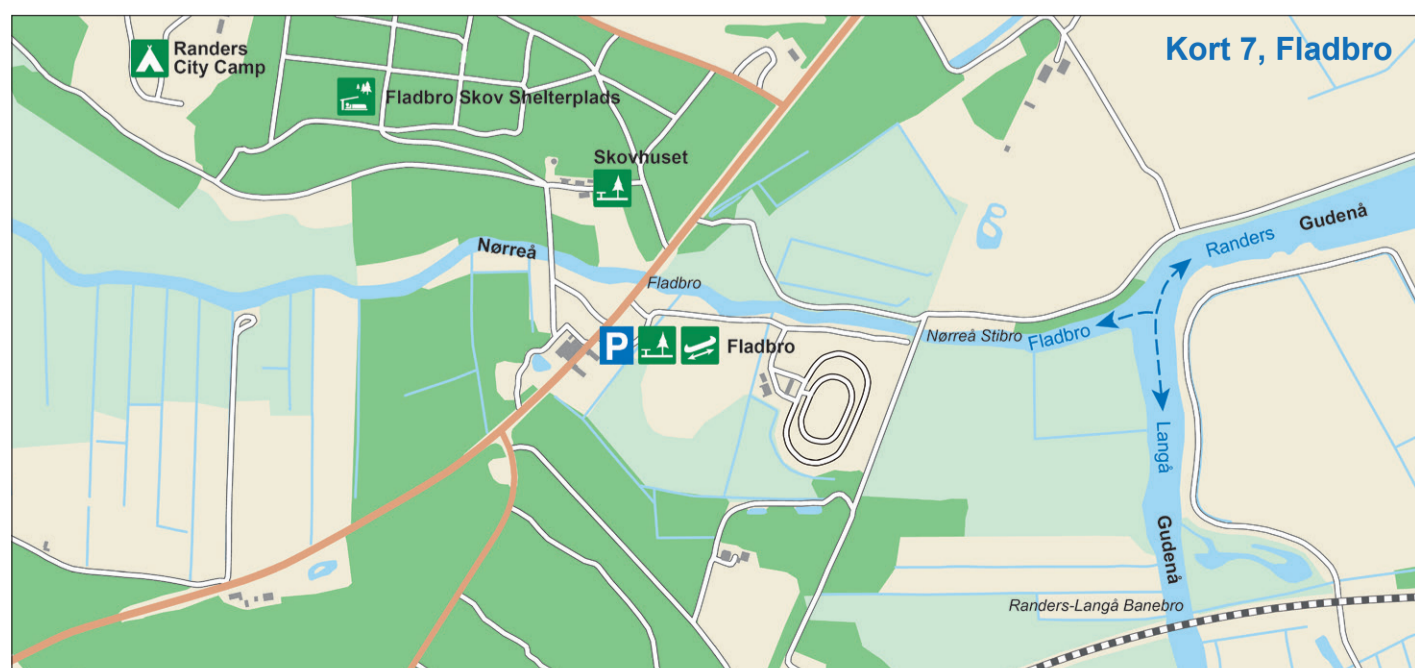 Kort 7, Fladbro
Randers
City Camp
Fladbro Skov Shelterplads
Skovhuset
Nørreå
Fladbro
Randers
Gudenå
P
Fladbro
Nørreå Stibro
Fladbro
Langå
Gudenå
Randers-Langå Banebro